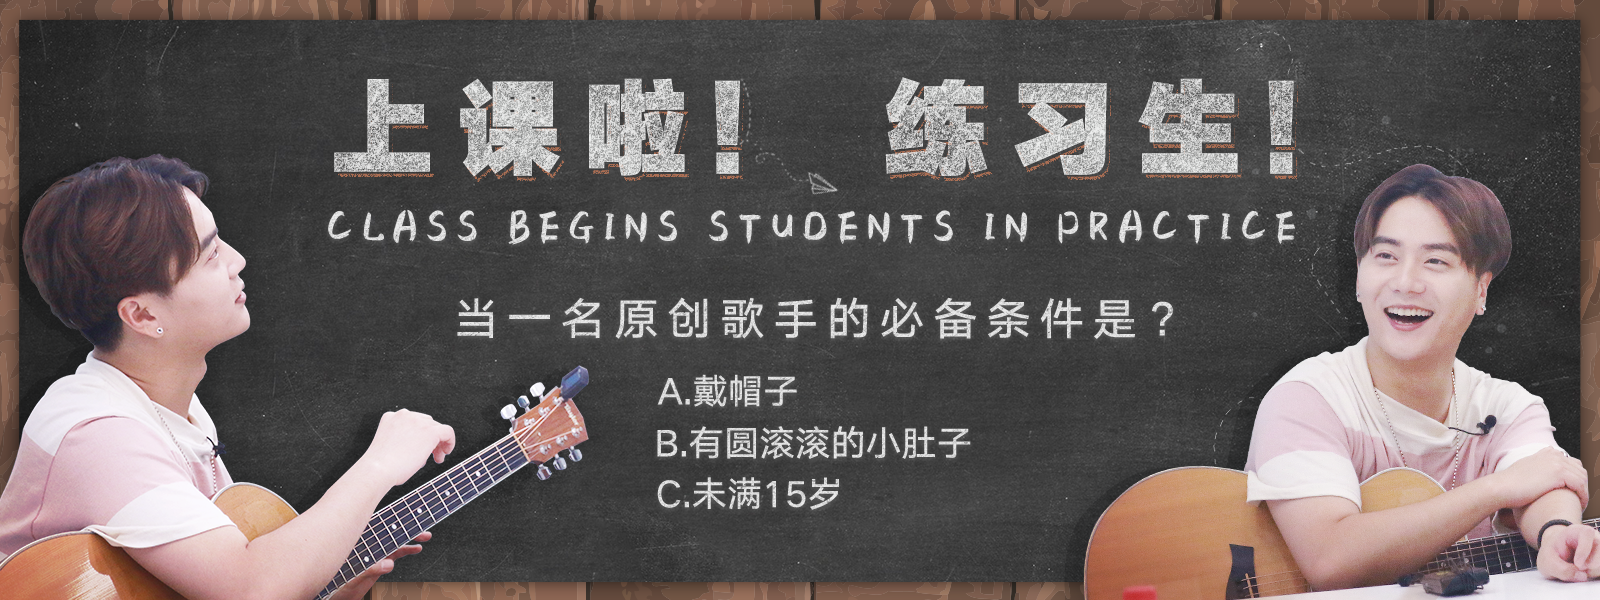 上课啦！ 练习生！
CLASS BEGINS STUDENTS IN PRACTICE
当一名原创歌手的必备条件是？
A.戴帽子
B.有圆滚滚的小肚子
C.未满15岁